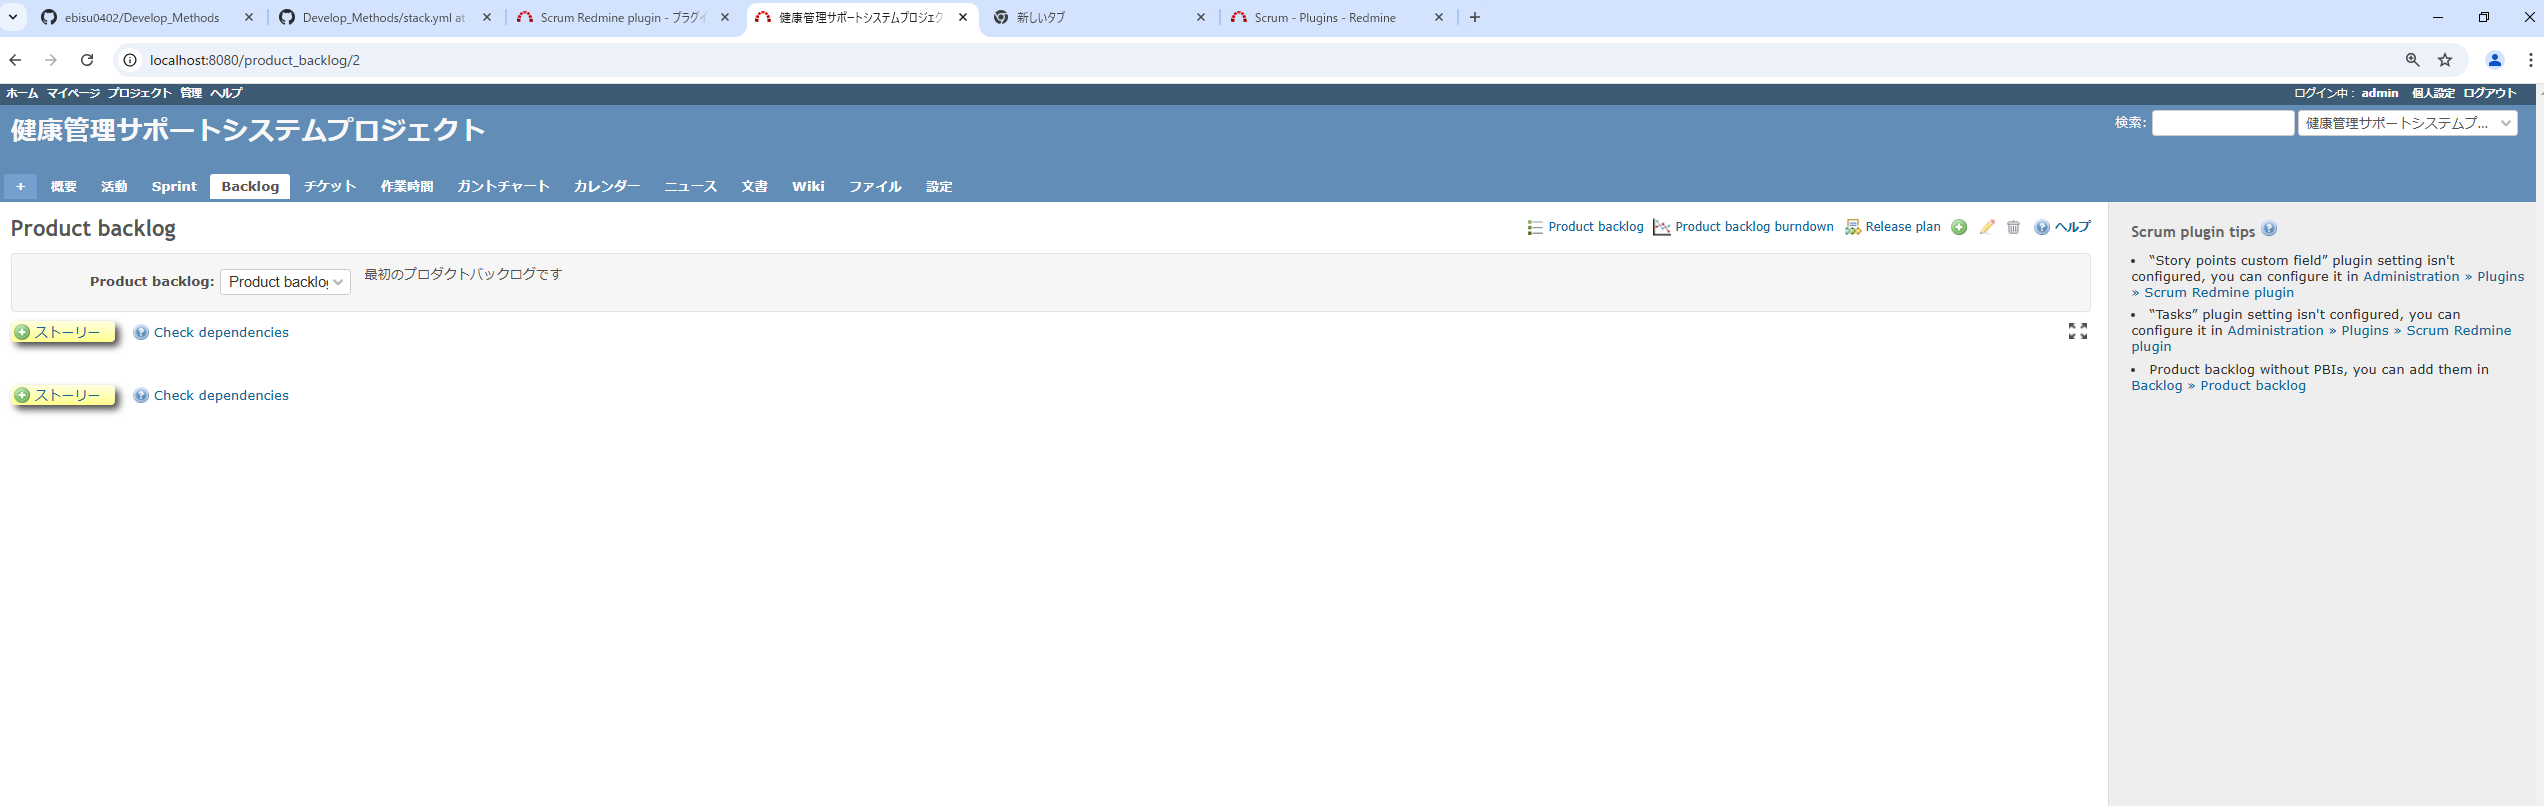 ebisu0402/Develop_Methods
Develop_Methods/stack.yml at
Scrum Redmine plugin - プラグイ
健康管理サポートシステムプロジェク
新しいタブ
Scrum - Plugins - Redmine
localhost:8080/product_backlog/2
ホーム マイページ プロジェクト 管理 ヘルプ
ログイン中: admin 個人設定 ログアウト
健康管理サポートシステムプロジェクト
検索: 健康管理サポートシステムプ...
+ 概要 活動 Sprint Backlog チケット 作業時間 ガントチャート カレンダー ニュース 文書 Wiki ファイル 設定
Product backlog
Product backlog Product backlog burndown Release plan ヘルプ
Product backlog: Product backlog 最初のプロダクトバックログです
ストーリー Check dependencies
ストーリー Check dependencies
Scrum plugin tips
• “Story points custom field” plugin setting isn't
configured, you can configure it in Administration » Plugins
» Scrum Redmine plugin
• “Tasks” plugin setting isn't configured, you can
configure it in Administration » Plugins » Scrum Redmine
plugin
• Product backlog without PBIs, you can add them in
Backlog » Product backlog